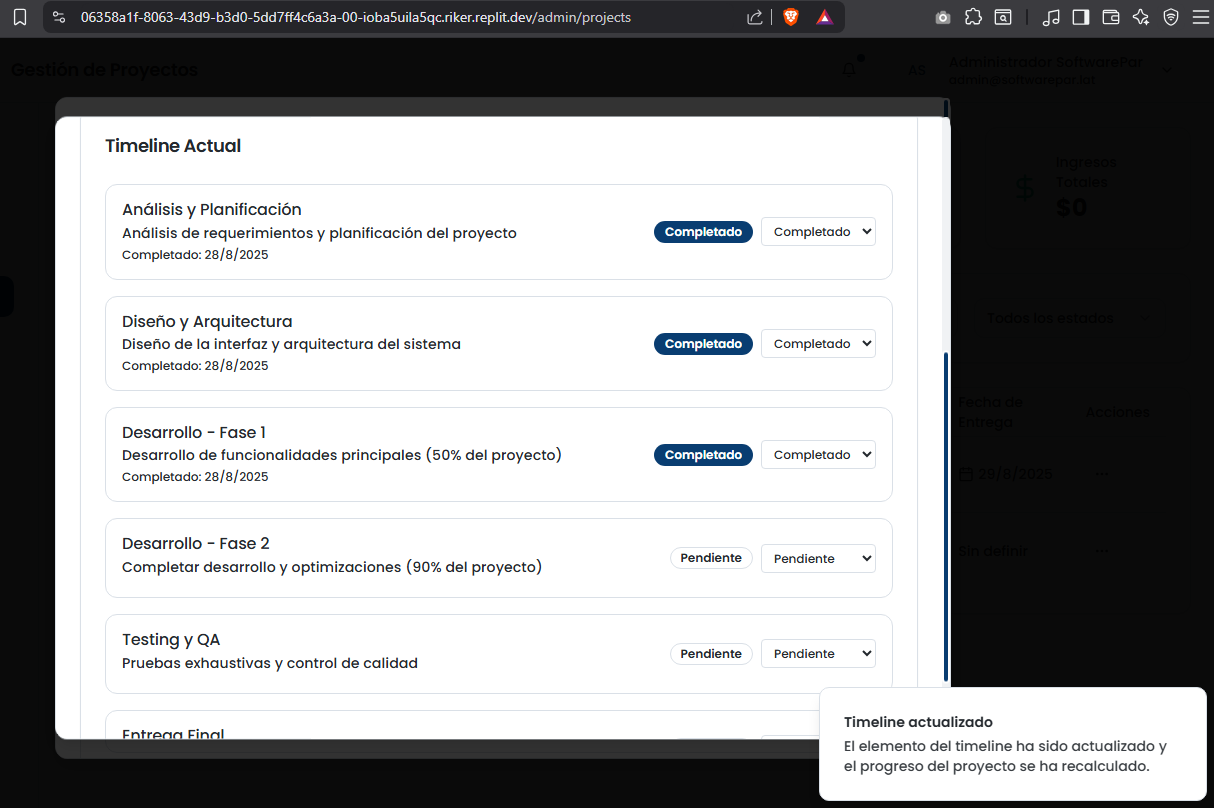 06358a1f-8063-43d9-b3d0-5dd7ff4c6a3a-00-ioba5uila5qc.riker.replit.dev/admin/projects
Gestión de Proyectos
AS
Administrador SoftwarePar
admin@softwarepar.lat
Ingresos
Totales
$0
Todos los estados
Fecha de
Entrega
Acciones
29/8/2025
Sin definir
Timeline Actual
Análisis y Planificación
Análisis de requerimientos y planificación del proyecto
Completado: 28/8/2025
Completado
Completado
Diseño y Arquitectura
Diseño de la interfaz y arquitectura del sistema
Completado: 28/8/2025
Completado
Completado
Desarrollo - Fase 1
Desarrollo de funcionalidades principales (50% del proyecto)
Completado: 28/8/2025
Completado
Completado
Desarrollo - Fase 2
Completar desarrollo y optimizaciones (90% del proyecto)
Pendiente
Pendiente
Testing y QA
Pruebas exhaustivas y control de calidad
Pendiente
Pendiente
Entrega Final
Timeline actualizado
El elemento del timeline ha sido actualizado y
el progreso del proyecto se ha recalculado.